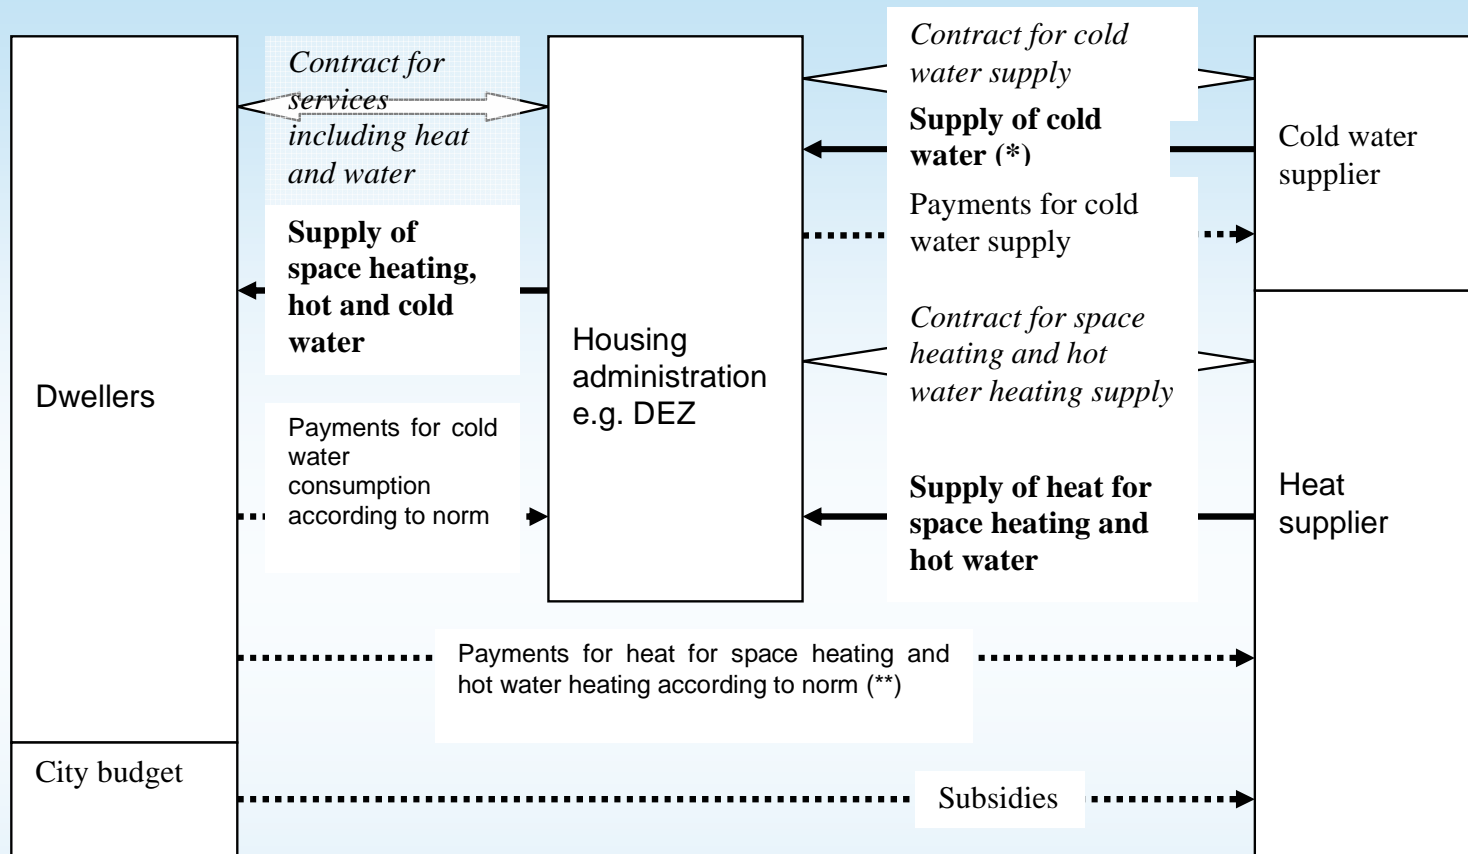 Dwellers
City budget
Contract for
services
including heat
and water
Supply of
space heating,
hot and cold
water
Payments for cold
water
consumption
according to norm
Housing
administration
e.g. DEZ
Contract for cold
water supply
Supply of cold
water (*)
Payments for cold
water supply
Contract for space
heating and hot
water heating supply
Supply of heat for
space heating and
hot water
Cold water
supplier
Heat
supplier
Payments for heat for space heating and
hot water heating according to norm (**)
Subsidies